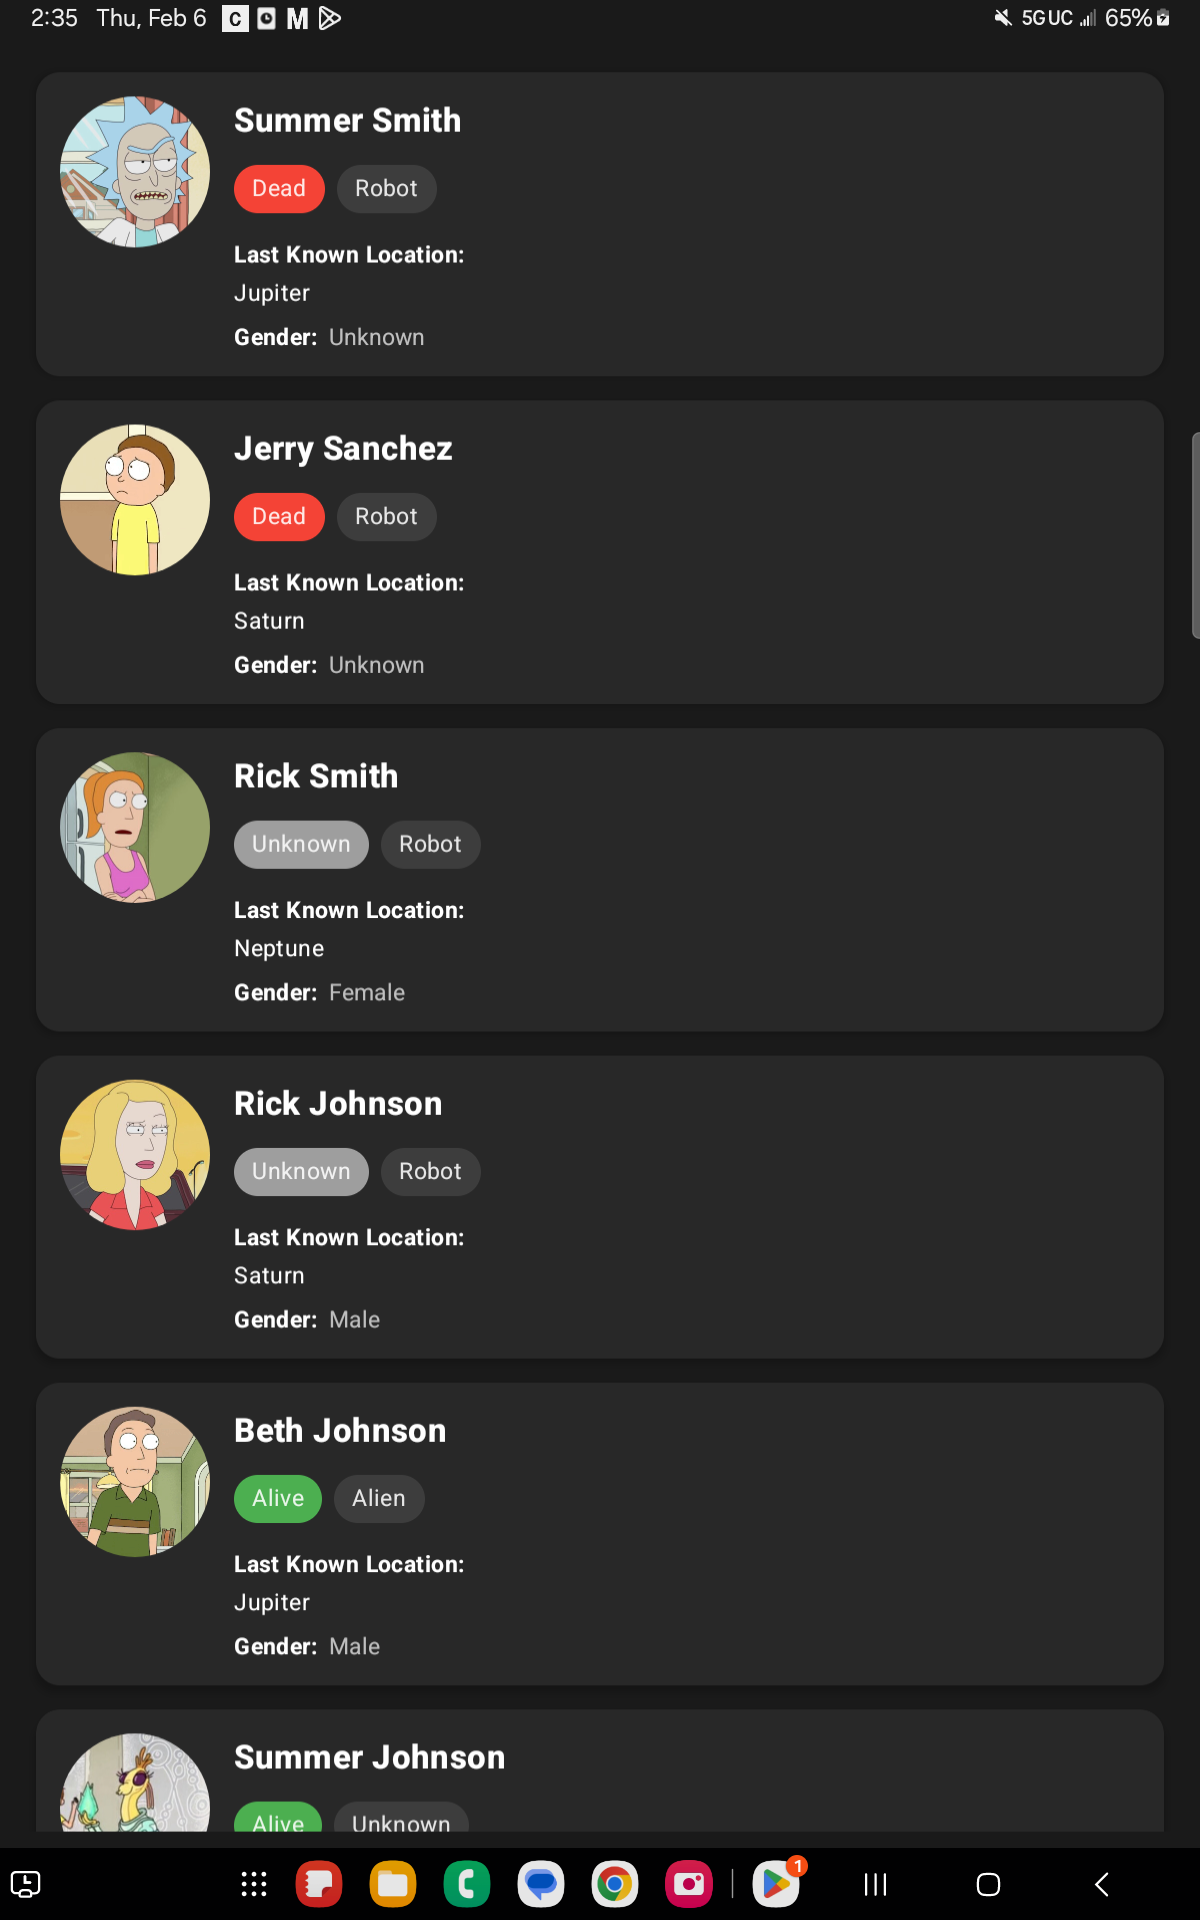 2:35 Thu, Feb 6 C M 5G UC 65%
Summer Smith
Dead Robot
Last Known Location:
Jupiter
Gender: Unknown
Jerry Sanchez
Dead Robot
Last Known Location:
Saturn
Gender: Unknown
Rick Smith
Unknown Robot
Last Known Location:
Neptune
Gender: Female
Rick Johnson
Unknown Robot
Last Known Location:
Saturn
Gender: Male
Beth Johnson
Alive Alien
Last Known Location:
Jupiter
Gender: Male
Summer Johnson
Alive Unknown
1